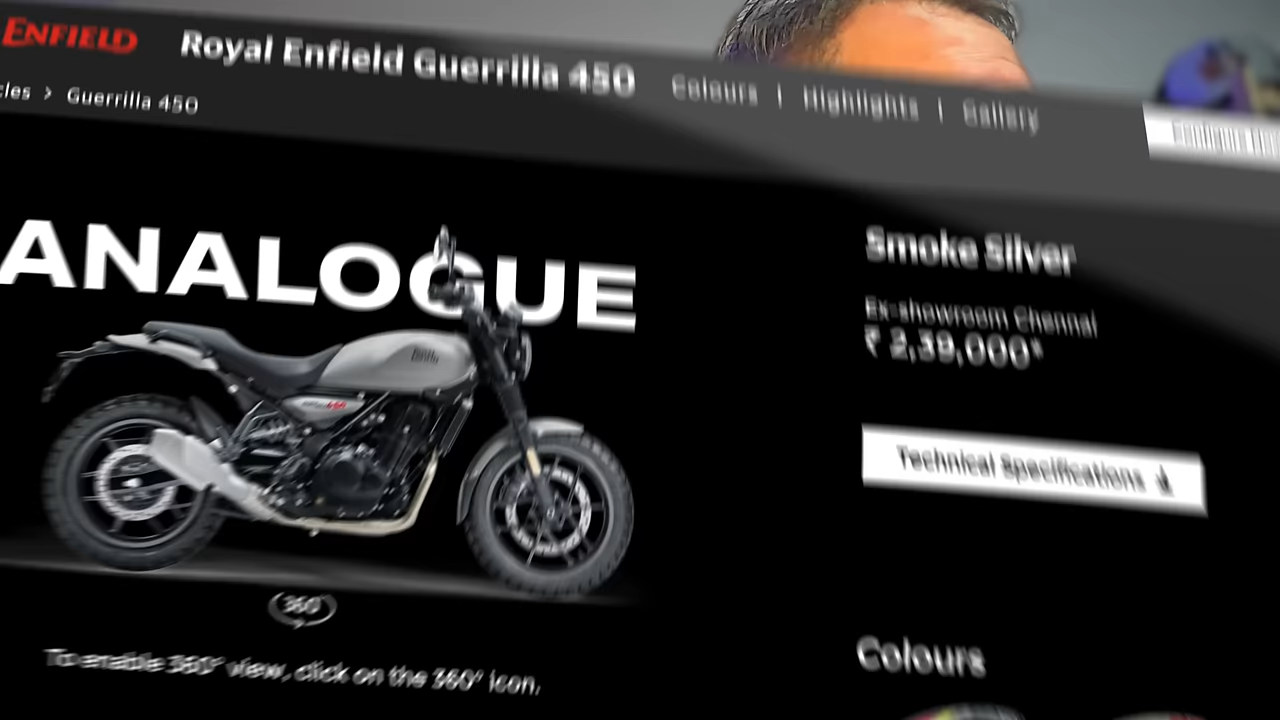 ENFIELD
Royal Enfield Guerrilla 450
Colours | Highlights | Gallery
cles > Guerrilla 450
ANALOGUE
Smoke Silver
Ex-showroom Chennai
₹ 2,39,000*
Technical Specifications
360°
To enable 360° view, click on the 360° icon.
Colours